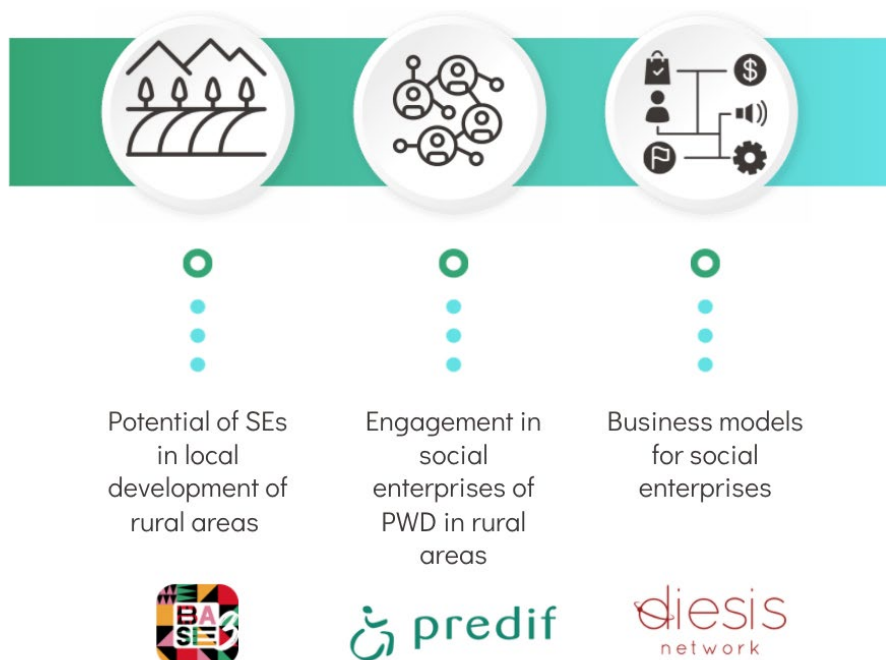 Potential of SEs
in local
development of
rural areas
Engagement in
social
enterprises of
PWD in rural
areas
Business models
for social
enterprises
BA
SE3
predif
diesis
network